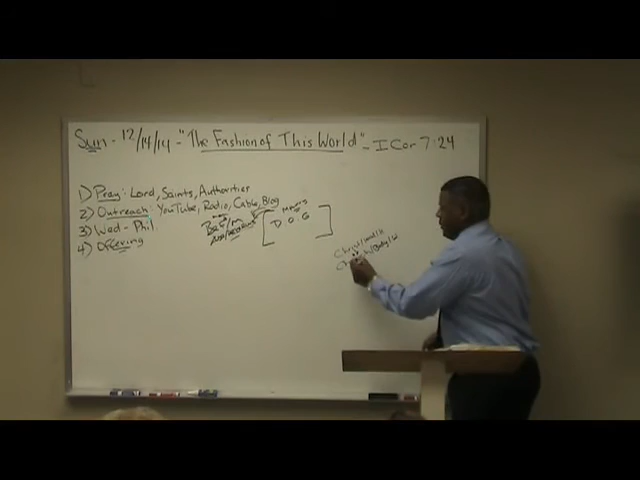 Sun - 12/14/14 - "The Fashion of This World" - I Cor 7:24
1) Pray: Lord, Saints, Authorities
2) Outreach: YouTube, Radio, Cable, Blog
3) Wed - Phil.
4) Offering
[ D.O.G ]